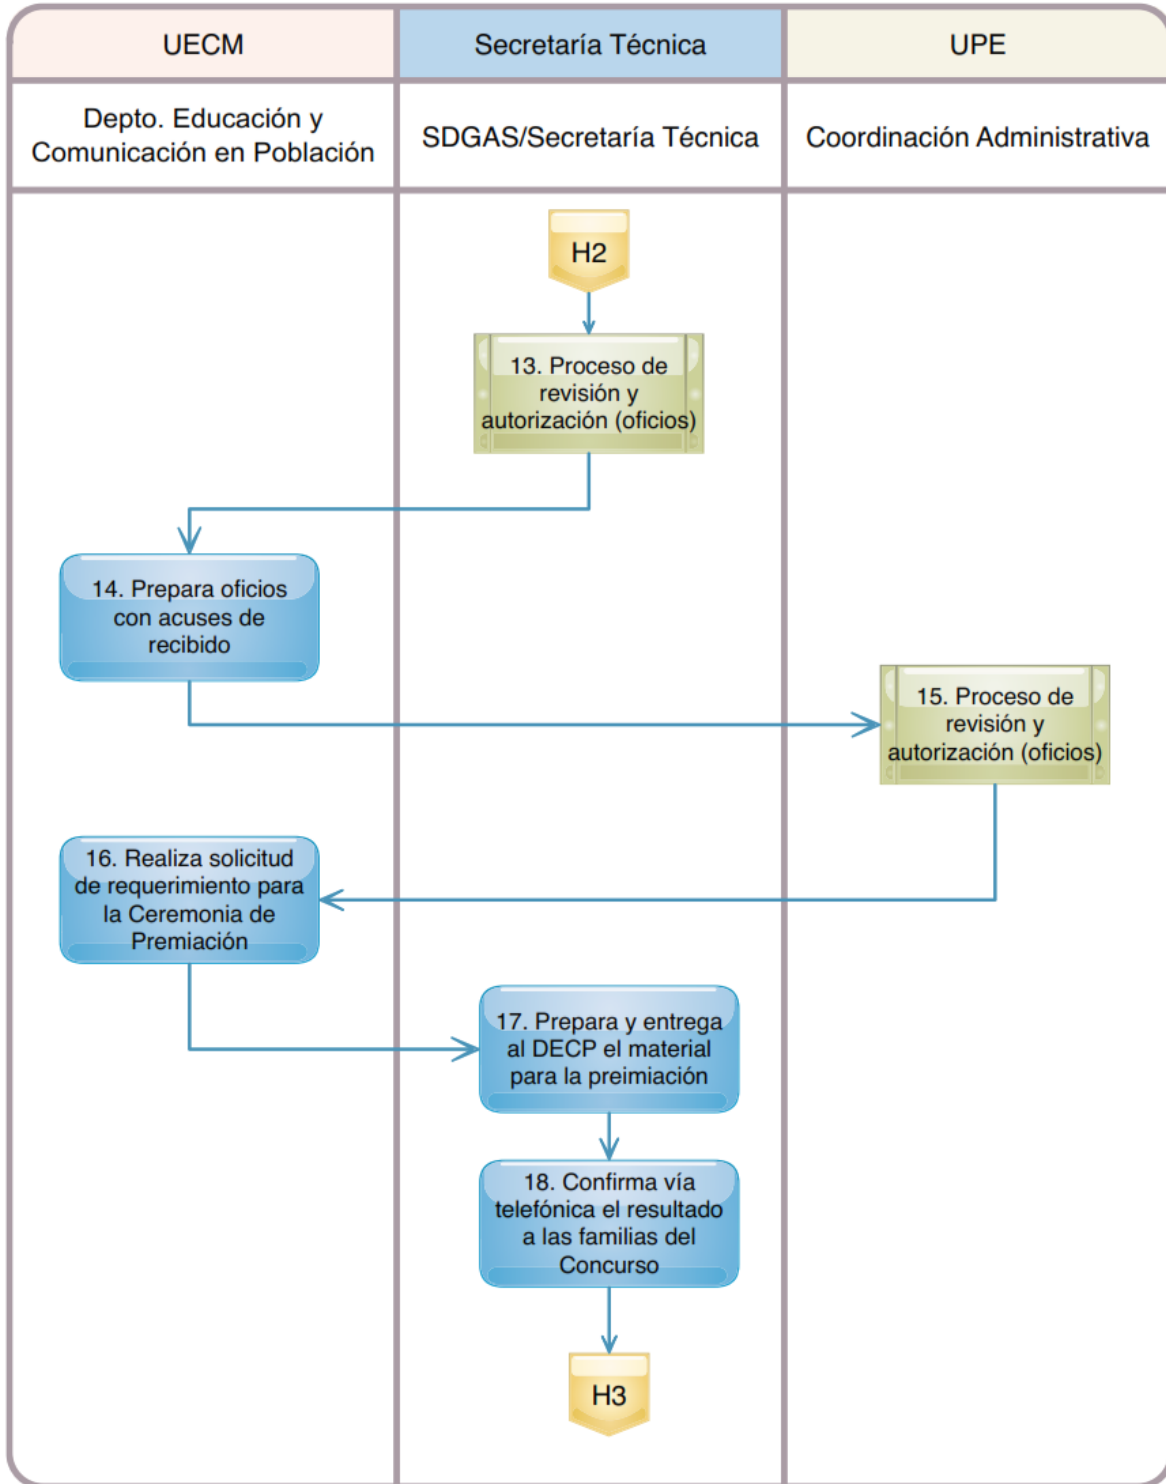 UECM
Secretaría Técnica
UPE
Depto. Educación y
Comunicación en Población
SDGAS/Secretaría Técnica
Coordinación Administrativa
H2
13. Proceso de
revisión y
autorización (oficios)
14. Prepara oficios
con acuses de
recibido
15. Proceso de
revisión y
autorización (oficios)
16. Realiza solicitud
de requerimiento para
la Ceremonia de
Premiación
17. Prepara y entrega
al DECP el material
para la preimiación
18. Confirma vía
telefónica el resultado
a las familias del
Concurso
H3